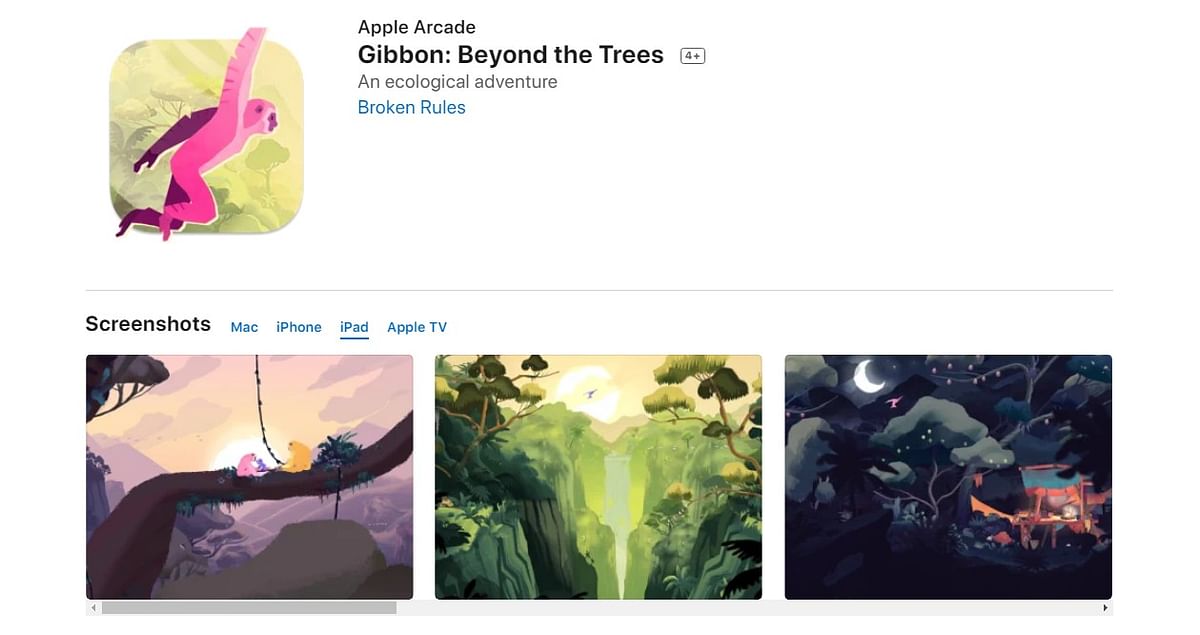 Apple Arcade
Gibbon: Beyond the Trees 4+
An ecological adventure
Broken Rules
Screenshots Mac iPhone iPad Apple TV